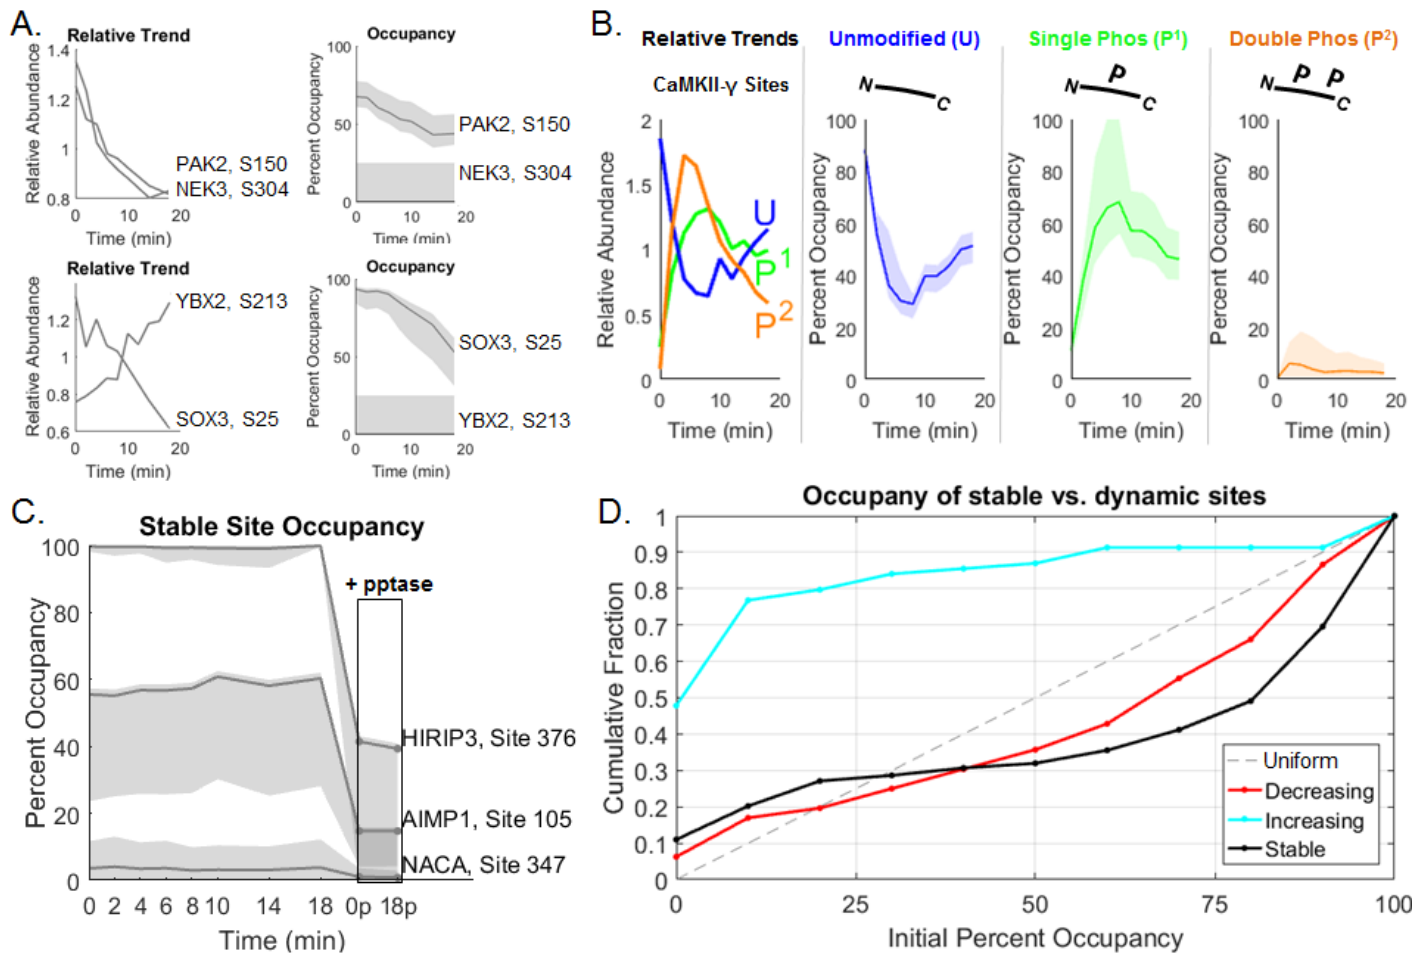 A.
Relative Trend
Relative Abundance
1.4
1.2
1
0.8
0
10
20
Time (min)
PAK2, S150
NEK3, S304
Occupancy
Percent Occupancy
100
50
0
0
10
20
Time (min)
PAK2, S150
NEK3, S304
Relative Trend
Relative Abundance
1.2
1
0.8
0.6
0
10
20
Time (min)
YBX2, S213
SOX3, S25
Occupancy
Percent Occupancy
100
50
0
0
10
20
Time (min)
SOX3, S25
YBX2, S213
B.
Relative Trends
CaMKII-γ Sites
Relative Abundance
2
1.5
1
0.5
0
0
10
20
Time (min)
U
P1
P2
Unmodified (U)
N
C
Percent Occupancy
100
80
60
40
20
0
0
10
20
Time (min)
Single Phos (P1)
P
N
C
Percent Occupancy
100
80
60
40
20
0
0
10
20
Time (min)
Double Phos (P2)
P P
N
C
Percent Occupancy
100
80
60
40
20
0
0
10
20
Time (min)
C.
Stable Site Occupancy
Percent Occupancy
100
80
60
40
20
0
+ pptase
HIRIP3, Site 376
AIMP1, Site 105
NACA, Site 347
0 2 4 6 8 10 14 18 0p 18p
Time (min)
D.
Occupany of stable vs. dynamic sites
Cumulative Fraction
1
0.9
0.8
0.7
0.6
0.5
0.4
0.3
0.2
0.1
0
0
25
50
75
100
Initial Percent Occupancy
Uniform
Decreasing
Increasing
Stable